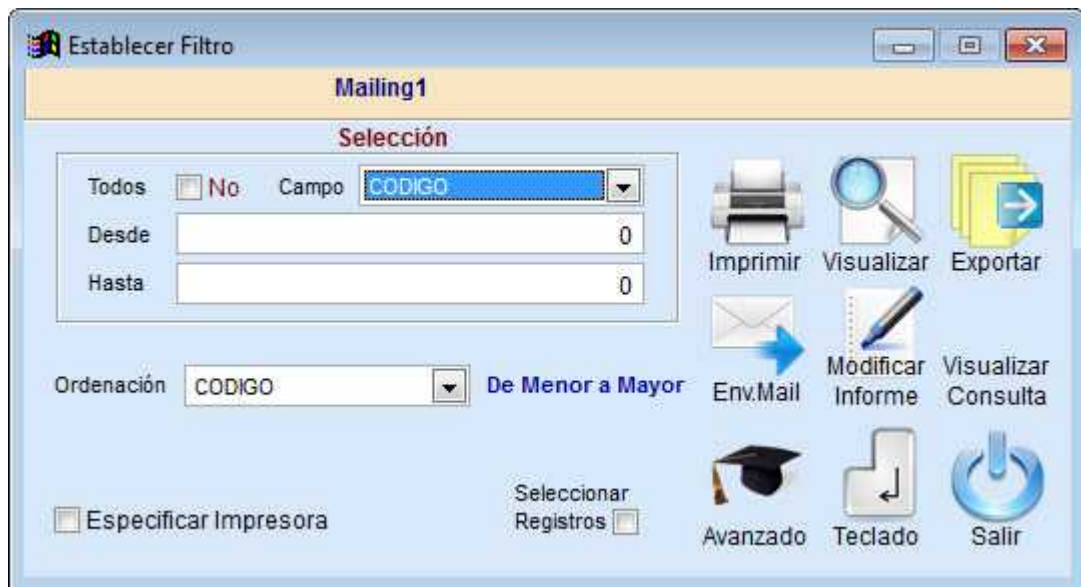 Establecer Filtro
Mailing1
Selección
Todos No Campo CODIGO
Desde 0
Hasta 0
Ordenación CODIGO De Menor a Mayor
Especificar Impresora
Seleccionar
Registros
Imprimir Visualizar Exportar
Env.Mail
Modificar
Informe
Visualizar
Consulta
Avanzado Teclado Salir